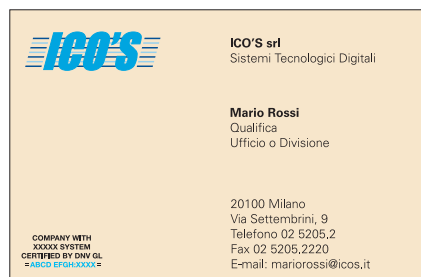 ICO'S
ICO'S srl
Sistemi Tecnologici Digitali
Mario Rossi
Qualifica
Ufficio o Divisione
20100 Milano
Via Settembrini, 9
Telefono 02 5205,2
Fax 02 5205,2220
E-mail: mariorossi@icos,it
COMPANY WITH
XXXXX SYSTEM
CERTIFIED BY DNV GL
=ABCD EFGH:XXXX=